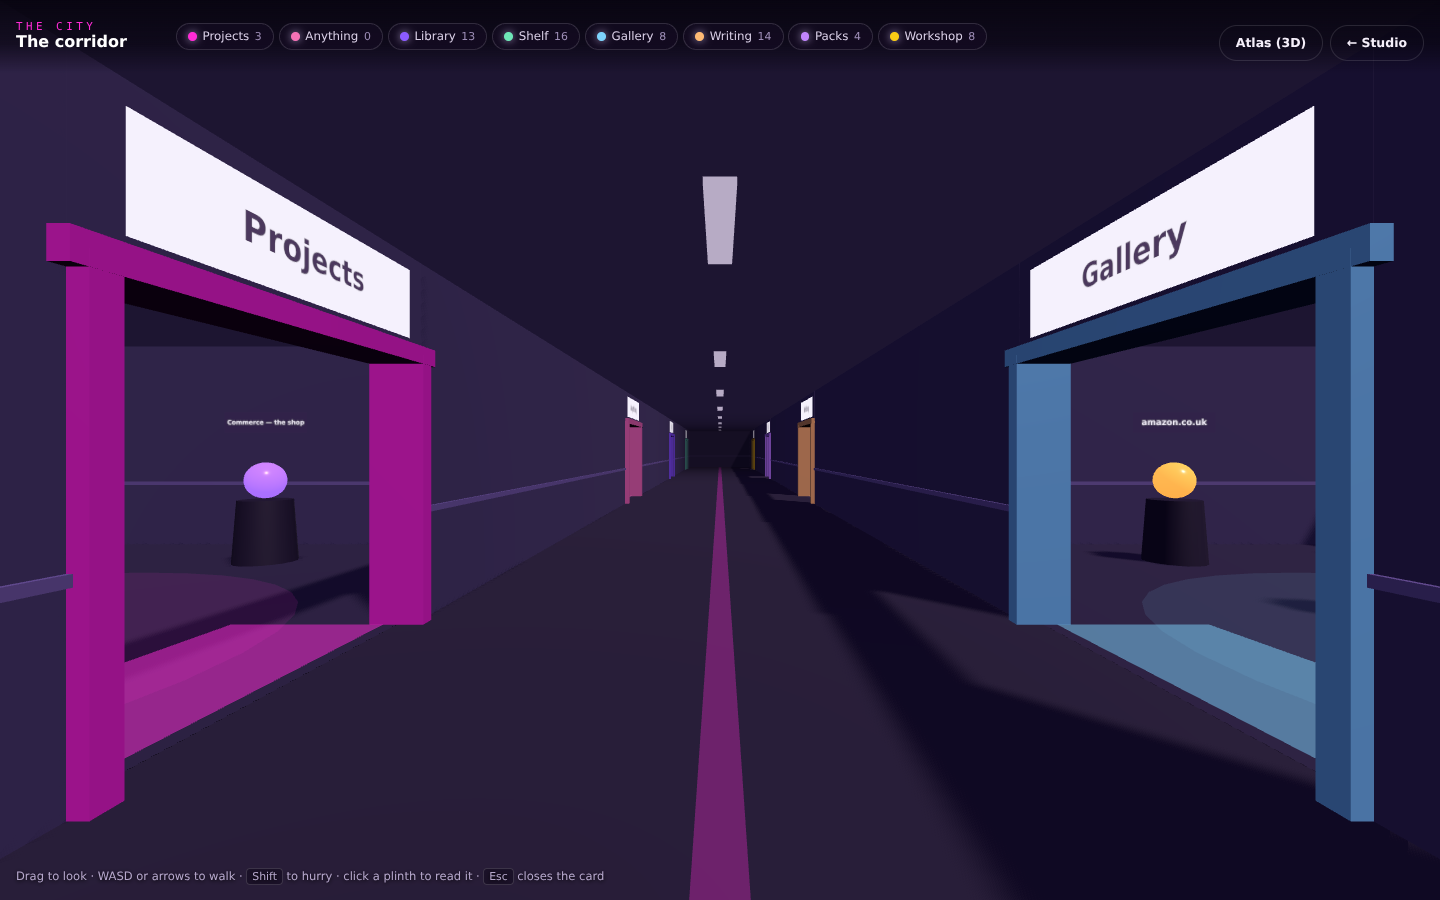 THE CITY
The corridor
Projects 3
Anything 0
Library 13
Shelf 16
Gallery 8
Writing 14
Packs 4
Workshop 8
Atlas (3D)
← Studio
Projects
Gallery
Commerce — the shop
amazon.co.uk
Drag to look · WASD or arrows to walk · Shift to hurry · click a plinth to read it · Esc closes the card